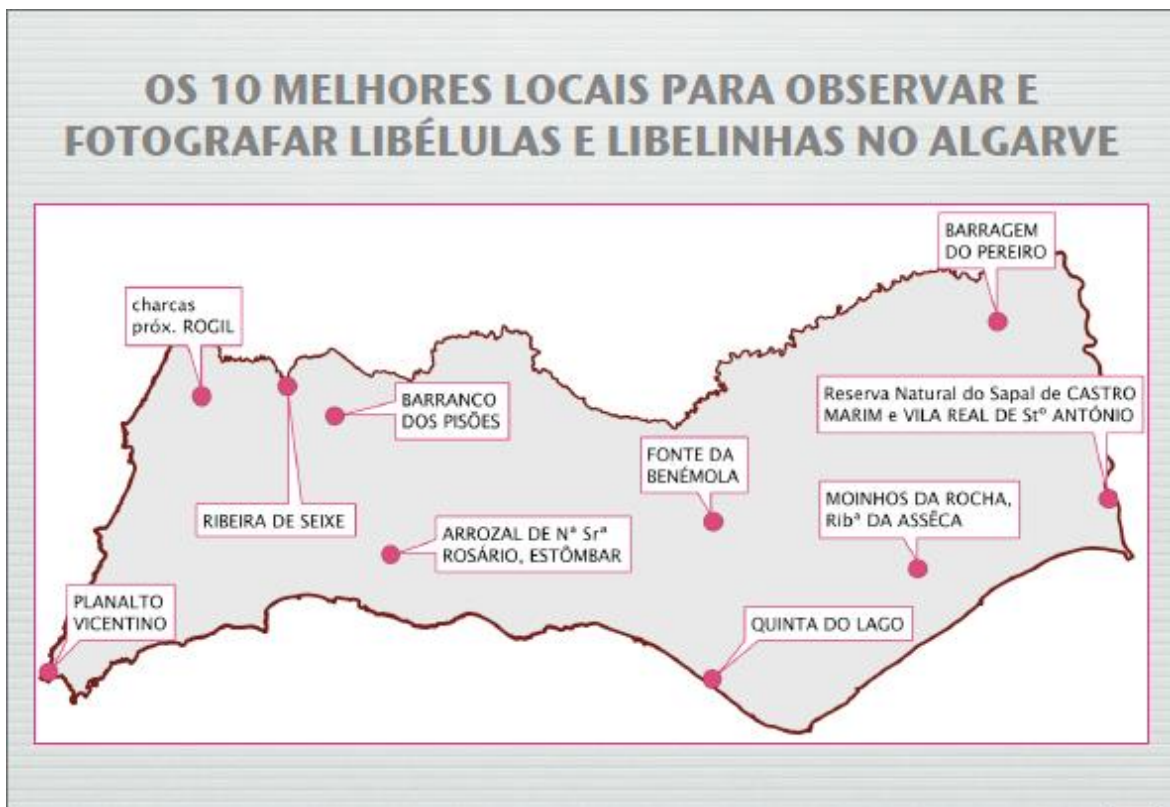 OS 10 MELHORES LOCAIS PARA OBSERVAR E
FOTOGRAFAR LIBÉLULAS E LIBELINHAS NO ALGARVE
BARRAGEM
DO PEREIRO
charcas
próx. ROGIL
BARRANCO
DOS PISÕES
Reserva Natural do Sapal de CASTRO
MARIM e VILA REAL DE Stº ANTÓNIO
FONTE DA
BENÉMOLA
RIBEIRA DE SEIXE
MOINHOS DA ROCHA,
Ribª DA ASSÊCA
ARROZAL DE Nª Srª
ROSÁRIO, ESTÔMBAR
PLANALTO
VICENTINO
QUINTA DO LAGO